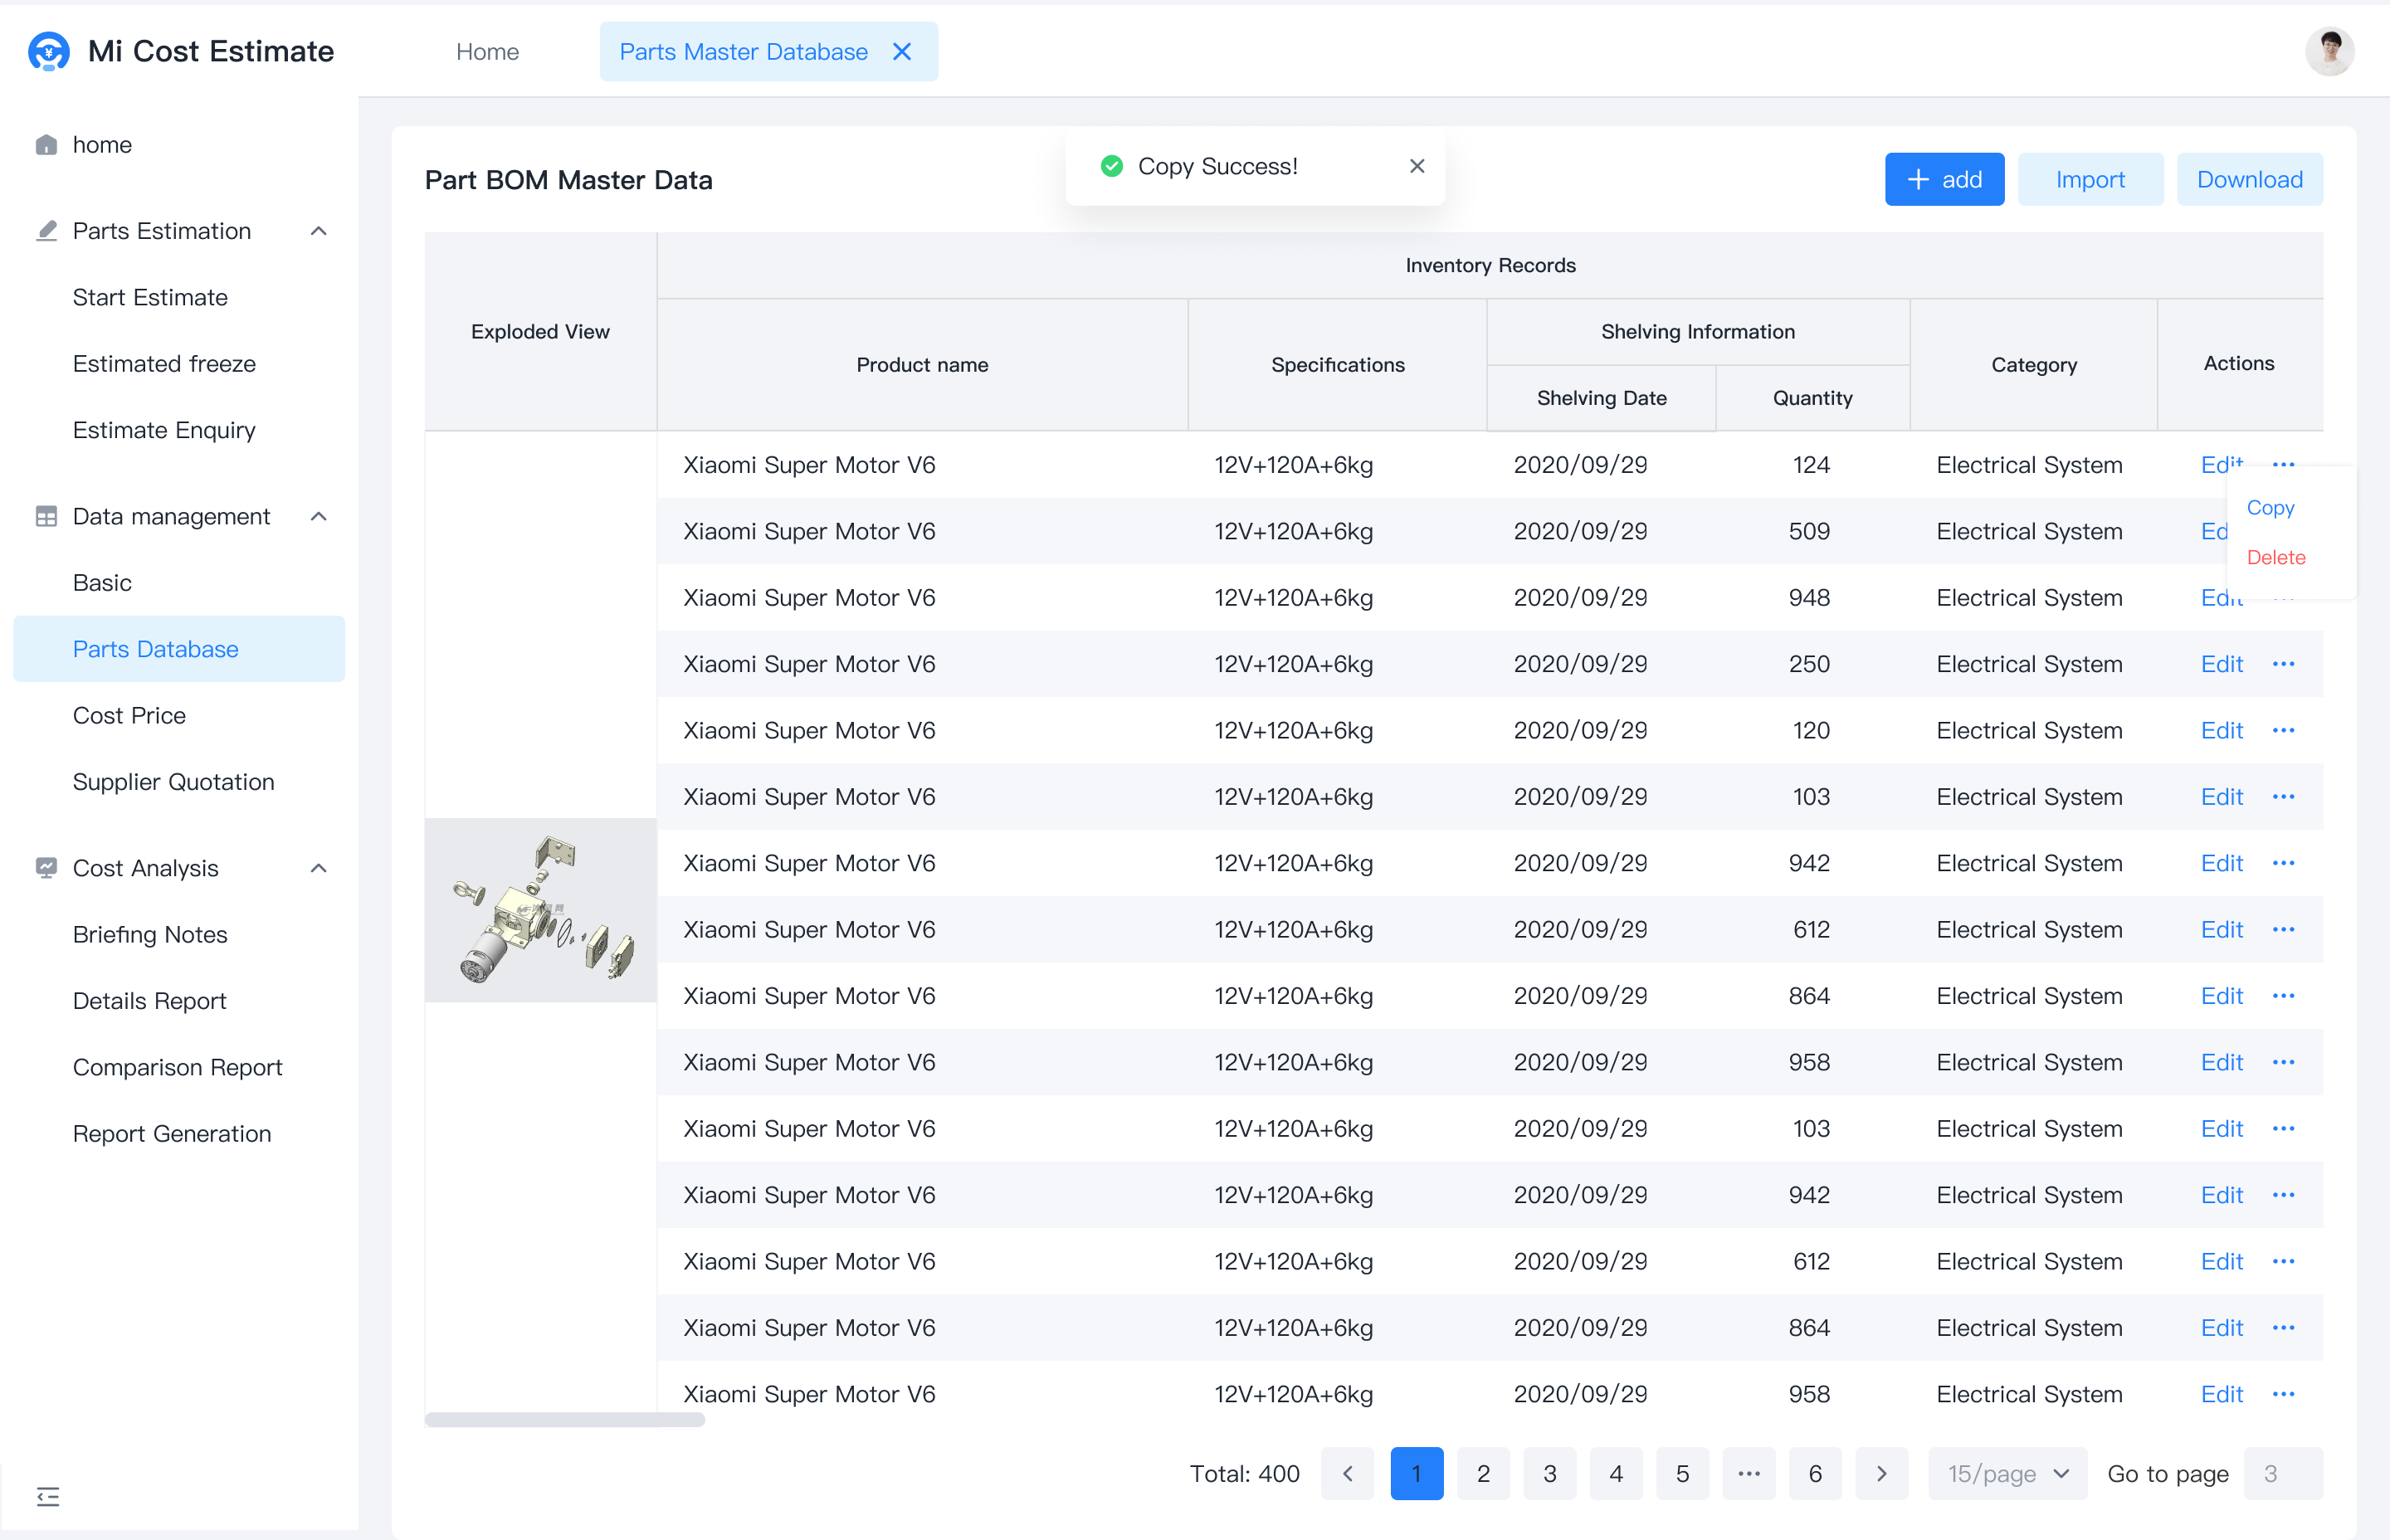 Mi Cost Estimate
Home
Parts Master Database
home
Parts Estimation
Start Estimate
Estimated freeze
Estimate Enquiry
Data management
Basic
Parts Database
Cost Price
Supplier Quotation
Cost Analysis
Briefing Notes
Details Report
Comparison Report
Report Generation
Part BOM Master Data
Copy Success!
add
Import
Download
Exploded View
Inventory Records
Product name
Specifications
Shelving Information
Shelving Date
Quantity
Category
Actions
Xiaomi Super Motor V6 12V+120A+6kg 2020/09/29 124 Electrical System Edit ···
Xiaomi Super Motor V6 12V+120A+6kg 2020/09/29 509 Electrical System Ed
Xiaomi Super Motor V6 12V+120A+6kg 2020/09/29 948 Electrical System Edit ···
Copy
Delete
Xiaomi Super Motor V6 12V+120A+6kg 2020/09/29 250 Electrical System Edit ···
Xiaomi Super Motor V6 12V+120A+6kg 2020/09/29 120 Electrical System Edit ···
Xiaomi Super Motor V6 12V+120A+6kg 2020/09/29 103 Electrical System Edit ···
Xiaomi Super Motor V6 12V+120A+6kg 2020/09/29 942 Electrical System Edit ···
Xiaomi Super Motor V6 12V+120A+6kg 2020/09/29 612 Electrical System Edit ···
Xiaomi Super Motor V6 12V+120A+6kg 2020/09/29 864 Electrical System Edit ···
Xiaomi Super Motor V6 12V+120A+6kg 2020/09/29 958 Electrical System Edit ···
Xiaomi Super Motor V6 12V+120A+6kg 2020/09/29 103 Electrical System Edit ···
Xiaomi Super Motor V6 12V+120A+6kg 2020/09/29 942 Electrical System Edit ···
Xiaomi Super Motor V6 12V+120A+6kg 2020/09/29 612 Electrical System Edit ···
Xiaomi Super Motor V6 12V+120A+6kg 2020/09/29 864 Electrical System Edit ···
Xiaomi Super Motor V6 12V+120A+6kg 2020/09/29 958 Electrical System Edit ···
Total: 400 1 2 3 4 5 ··· 6 15/page Go to page 3